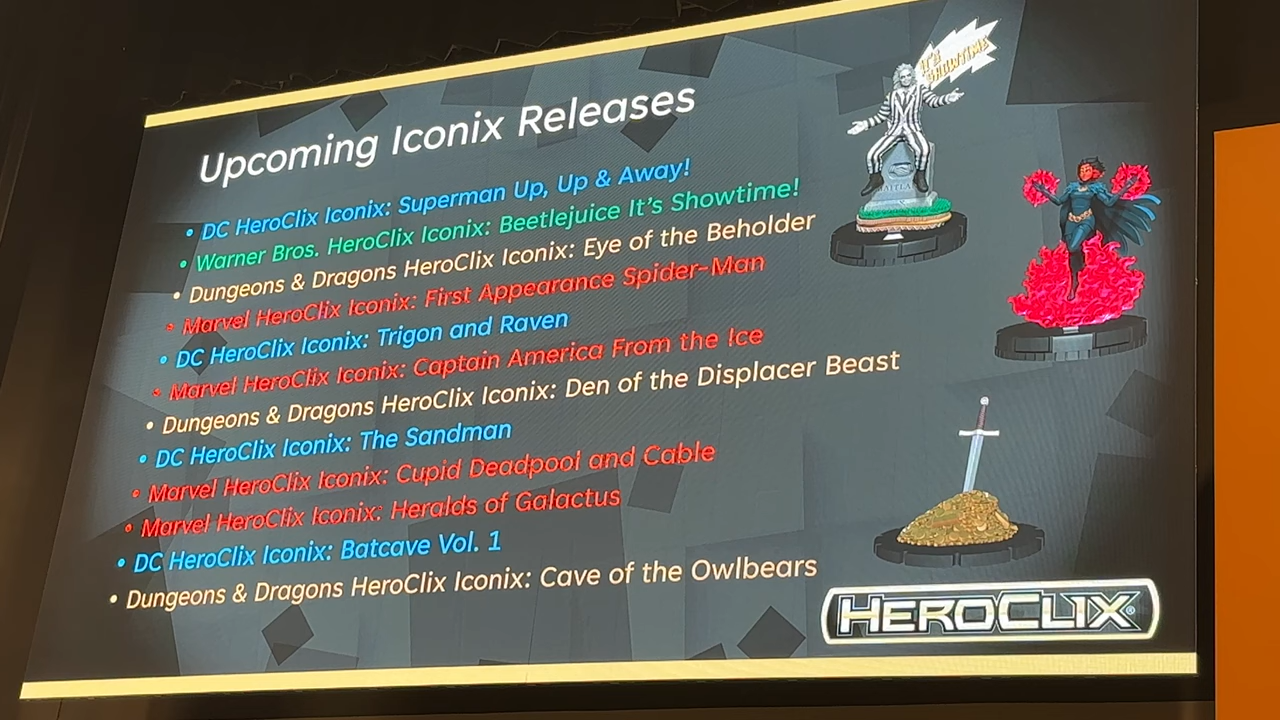 Upcoming Iconix Releases
IT'S SHOWTIME
• DC HeroClix Iconix: Superman Up, Up & Away!
• Warner Bros. HeroClix Iconix: Beetlejuice It's Showtime!
• Dungeons & Dragons HeroClix Iconix: Eye of the Beholder
• Marvel HeroClix Iconix: First Appearance Spider-Man
• DC HeroClix Iconix: Trigon and Raven
• Marvel HeroClix Iconix: Captain America From the Ice
• Dungeons & Dragons HeroClix Iconix: Den of the Displacer Beast
• DC HeroClix Iconix: The Sandman
• Marvel HeroClix Iconix: Cupid Deadpool and Cable
• Marvel HeroClix Iconix: Heralds of Galactus
• DC HeroClix Iconix: Batcave Vol. 1
• Dungeons & Dragons HeroClix Iconix: Cave of the Owlbears
HEROCLIX®